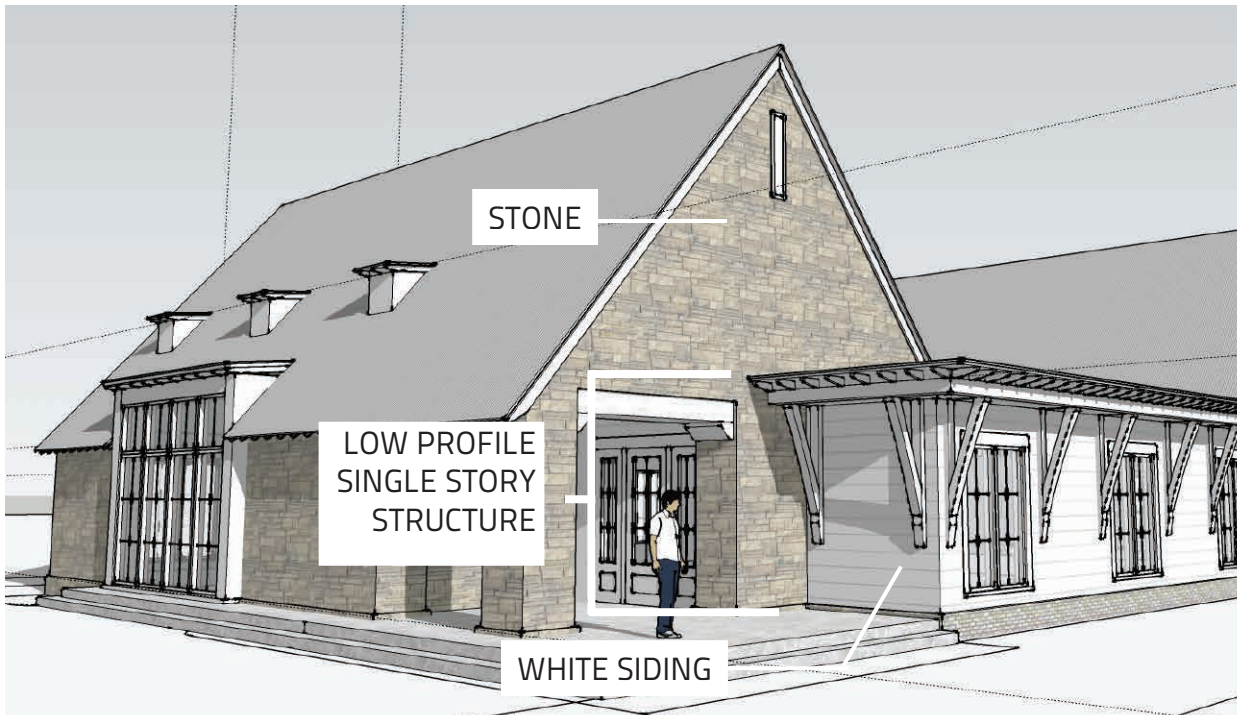 STONE
LOW PROFILE
SINGLE STORY
STRUCTURE
WHITE SIDING